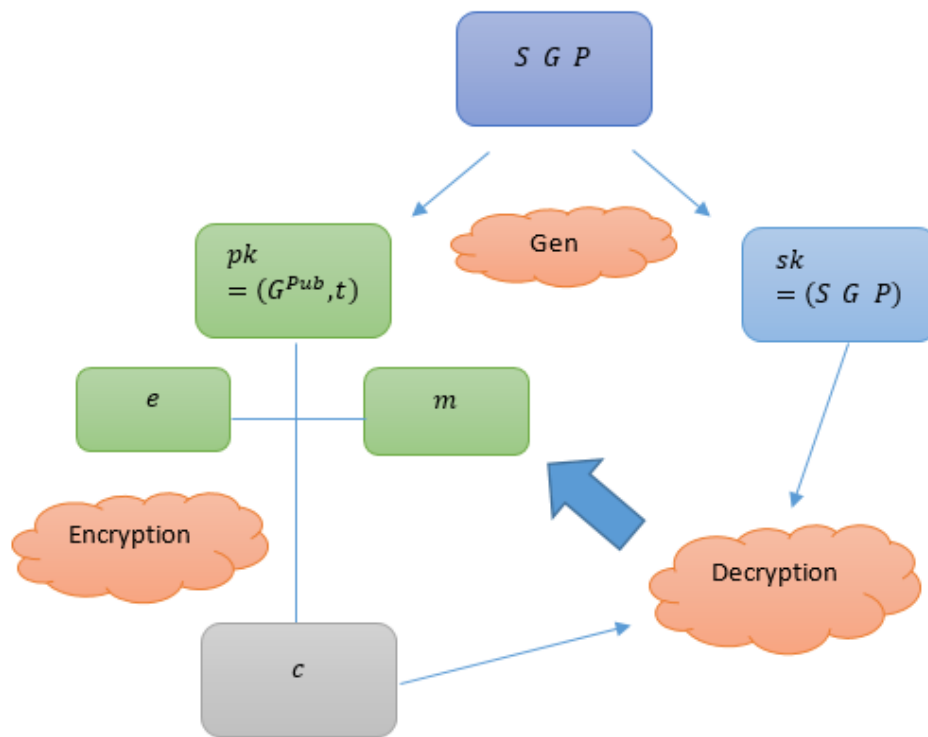 S G P
Gen
pk
= (G^Pub,t)
sk
= (S G P)
e
m
Encryption
Decryption
c